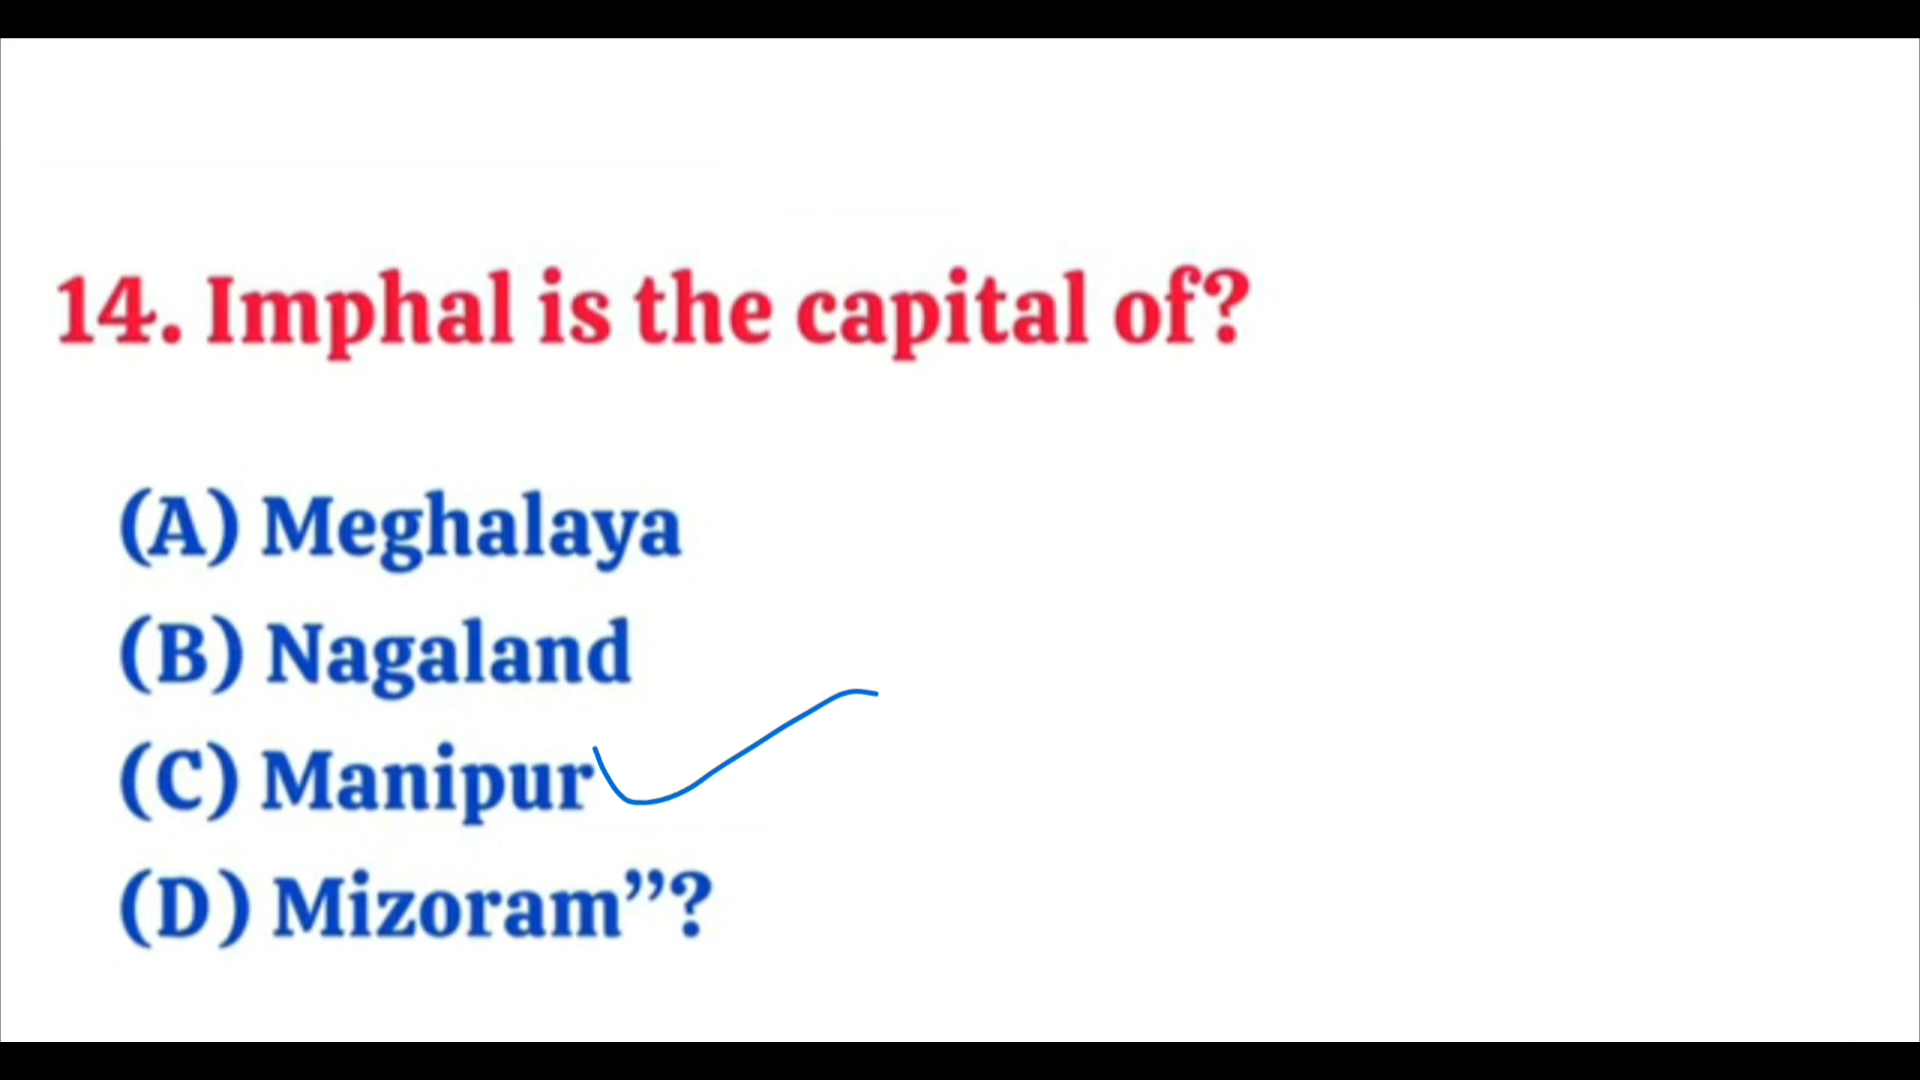 14. Imphal is the capital of?
(A) Meghalaya
(B) Nagaland
(C) Manipur
(D) Mizoram”?